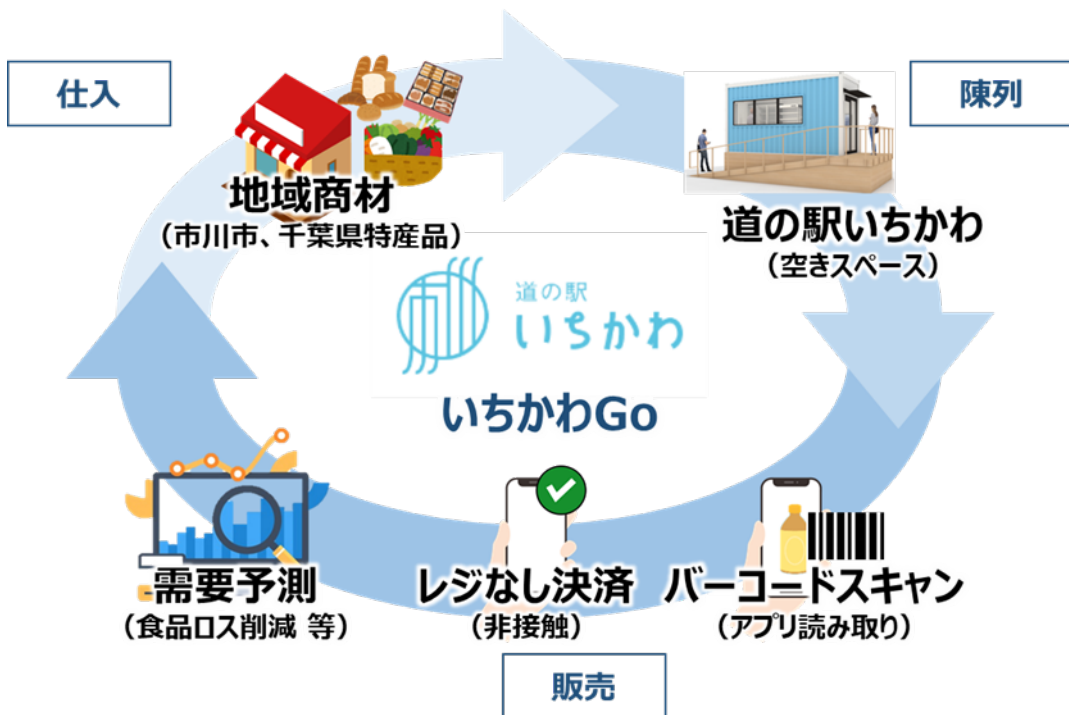 仕入
陳列
地域商材
（市川市、千葉県特産品）
道の駅いちかわ
（空きスペース）
道の駅
いちかわ
いちかわGo
需要予測
（食品ロス削減 等）
レジなし決済
（非接触）
バーコードスキャン
（アプリ読み取り）
販売